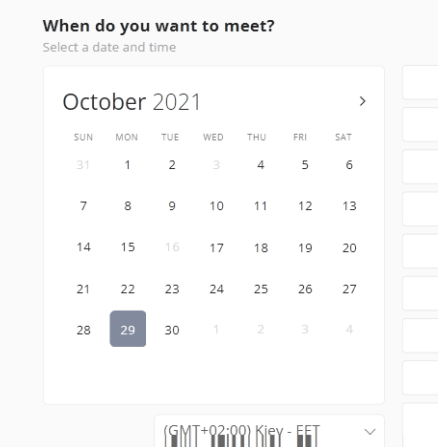 When do you want to meet?
Select a date and time
October 2021
SUN MON TUE WED THU FRI SAT
31 1 2 3 4 5 6
7 8 9 10 11 12 13
14 15 16 17 18 19 20
21 22 23 24 25 26 27
28 29 30 1 2 3 4
(GMT+02:00) Kiev - EET